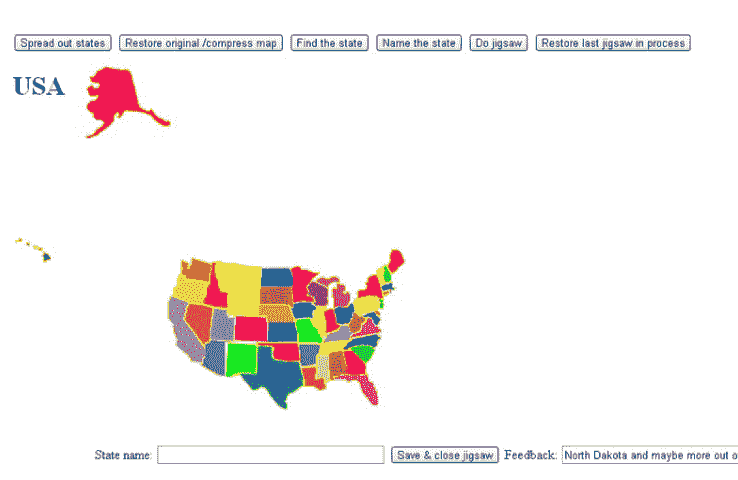 Spread out states Restore original /compress map Find the state Name the state Do jigsaw Restore last jigsaw in process
USA
State name: Save & close jigsaw Feedback: North Dakota and maybe more out o